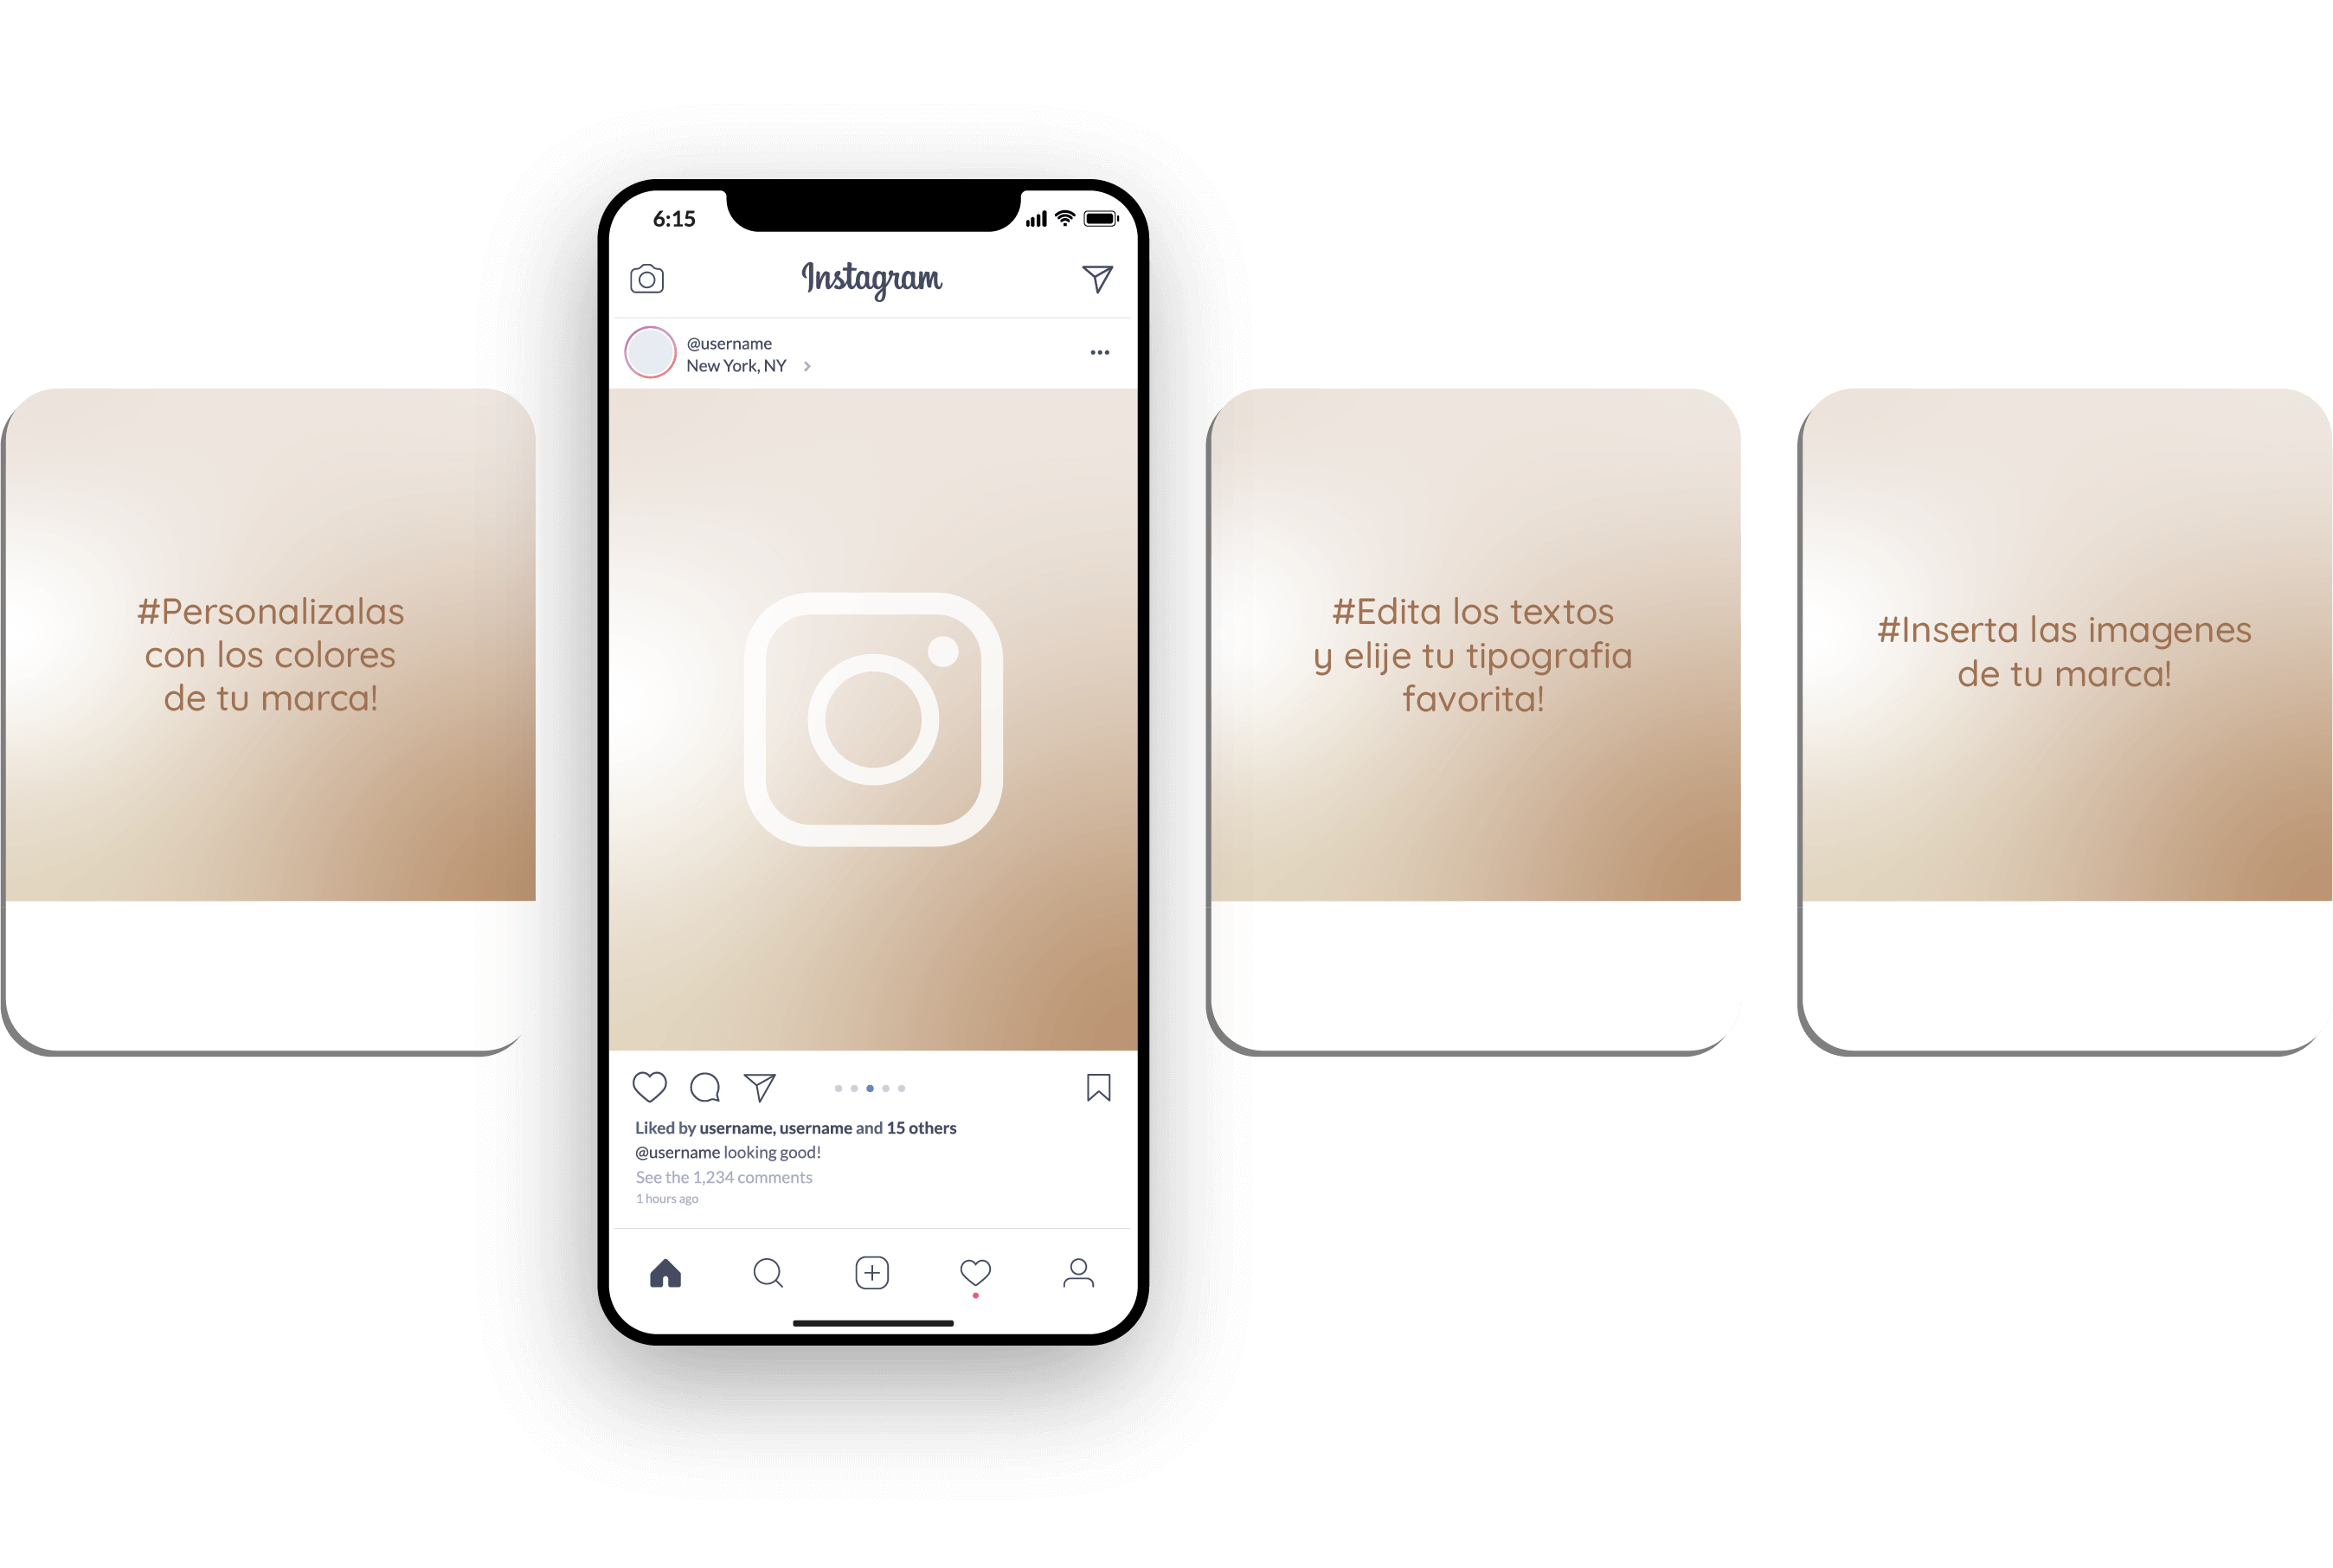 #Personalizalas
con los colores
de tu marca!
6:15
Instagram
@username
New York, NY
Liked by username, username and 15 others
@username looking good!
See the 1,234 comments
1 hours ago
#Edita los textos
y elije tu tipografia
favorita!
#Inserta las imagenes
de tu marca!